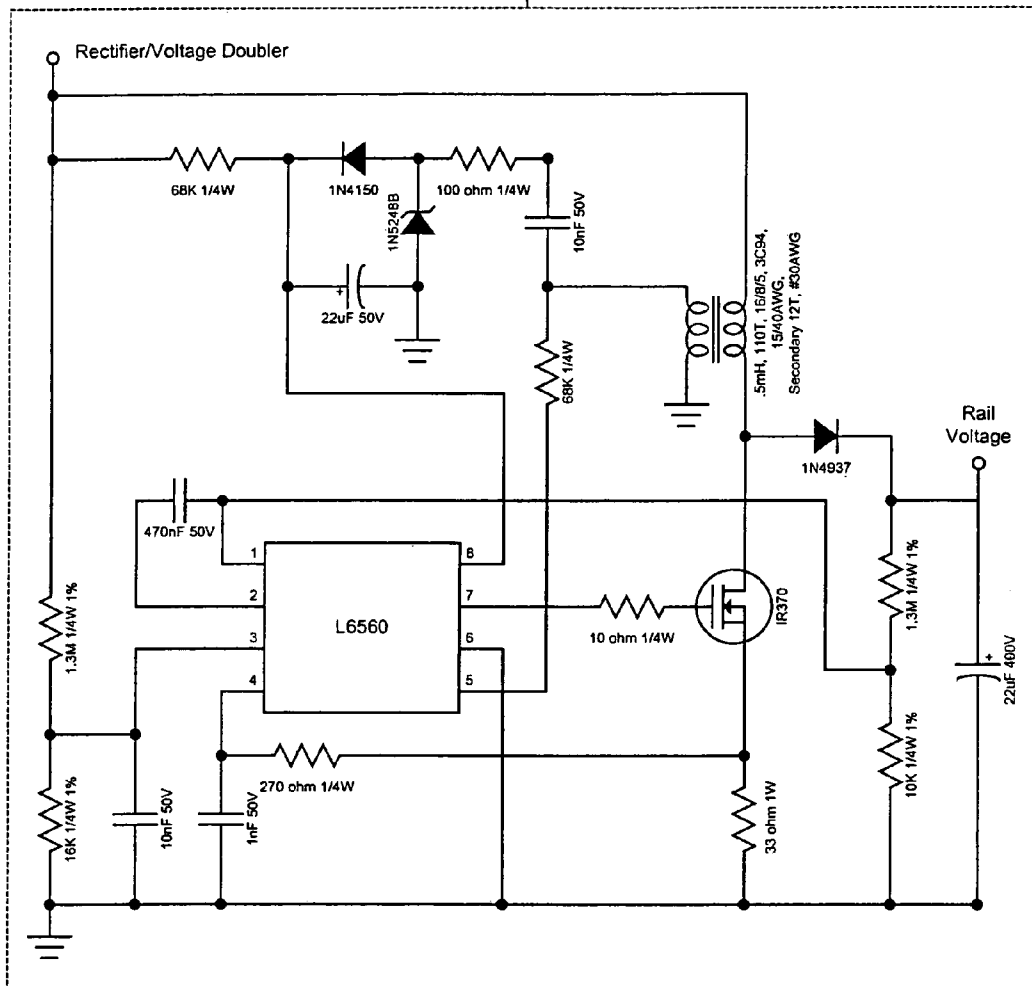 Rectifier/Voltage Doubler
68K 1/4W
1N4150
100 ohm 1/4W
1N5248B
10nF 50V
22uF 50V
68K 1/4W
.5mH, 110T, 16/8/5, 3C94,
15/40AWG,
Secondary 12T, #30AWG
1N4937
Rail
Voltage
470nF 50V
1
2
3
4
L6560
8
7
6
5
10 ohm 1/4W
IR370
1.3M 1/4W 1%
1.3M 1/4W 1%
22uF 400V
270 ohm 1/4W
16K 1/4W 1%
10nF 50V
1nF 50V
33 ohm 1W
10K 1/4W 1%